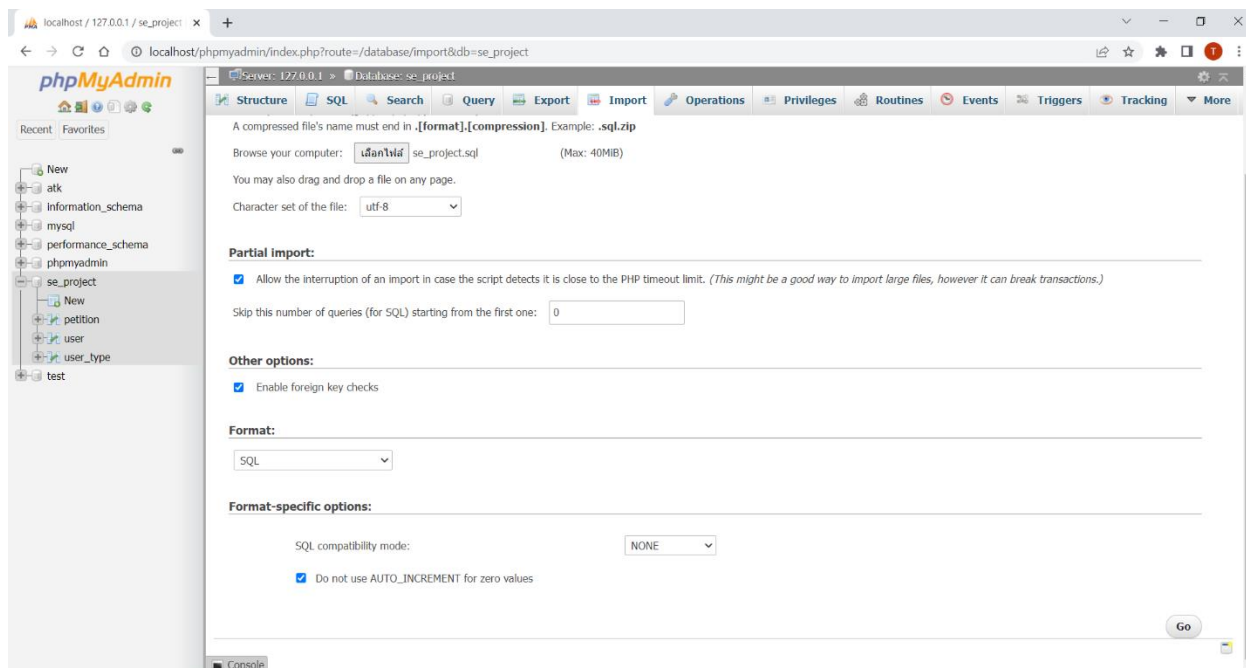 localhost / 127.0.0.1 / se_project
localhost/phpmyadmin/index.php?route=/database/import&db=se_project
T
phpMyAdmin
Recent Favorites
New
atk
information_schema
mysql
performance_schema
phpmyadmin
se_project
New
petition
user
user_type
test
Server: 127.0.0.1 » Database: se_project
Structure SQL Search Query Export Import Operations Privileges Routines Events Triggers Tracking More
A compressed file's name must end in .[format].[compression]. Example: .sql.zip
Browse your computer: เลือกไฟล์ se_project.sql (Max: 40MiB)
You may also drag and drop a file on any page.
Character set of the file: utf-8
Partial import:
Allow the interruption of an import in case the script detects it is close to the PHP timeout limit. (This might be a good way to import large files, however it can break transactions.)
Skip this number of queries (for SQL) starting from the first one: 0
Other options:
Enable foreign key checks
Format:
SQL
Format-specific options:
SQL compatibility mode: NONE
Do not use AUTO_INCREMENT for zero values
Go
Console